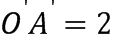 O'A' = 2